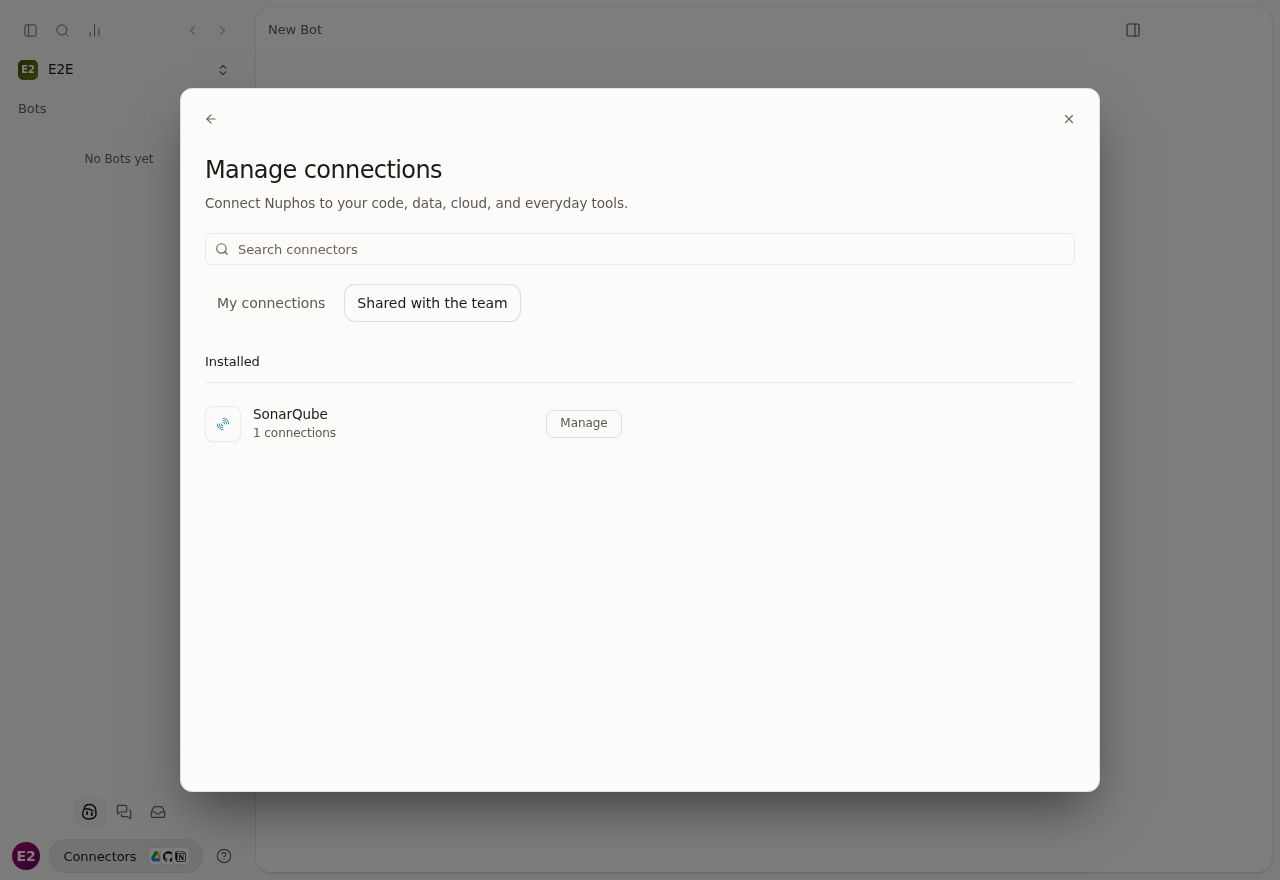 New Bot
E2 E2E
Bots
No Bots yet
Manage connections
Connect Nuphos to your code, data, cloud, and everyday tools.
Search connectors
My connections
Shared with the team
Installed
SonarQube
1 connections
Manage
E2
Connectors